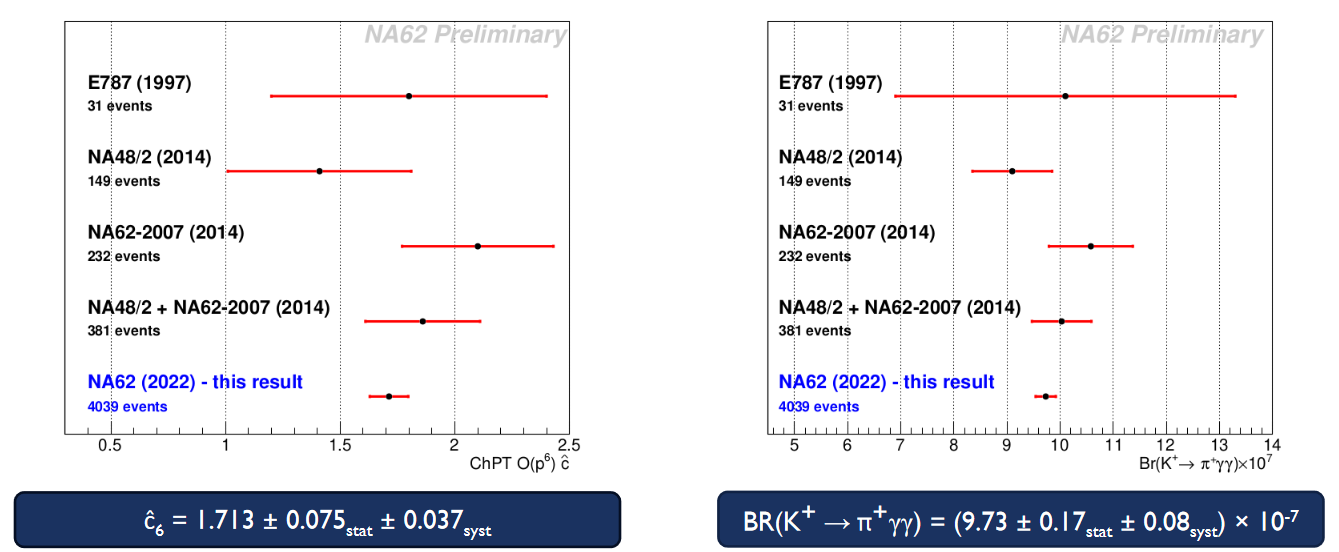 NA62 Preliminary
E787 (1997)
31 events
NA48/2 (2014)
149 events
NA62-2007 (2014)
232 events
NA48/2 + NA62-2007 (2014)
381 events
NA62 (2022) - this result
4039 events
0.5 1 1.5 2 2.5
ChPT O(p⁶) ĉ
ĉ₆ = 1.713 ± 0.075stat ± 0.037syst
NA62 Preliminary
E787 (1997)
31 events
NA48/2 (2014)
149 events
NA62-2007 (2014)
232 events
NA48/2 + NA62-2007 (2014)
381 events
NA62 (2022) - this result
4039 events
5 6 7 8 9 10 11 12 13 14
Br(K⁺→ π⁺γγ)×10⁷
BR(K⁺ → π⁺γγ) = (9.73 ± 0.17stat ± 0.08syst) × 10⁻⁷